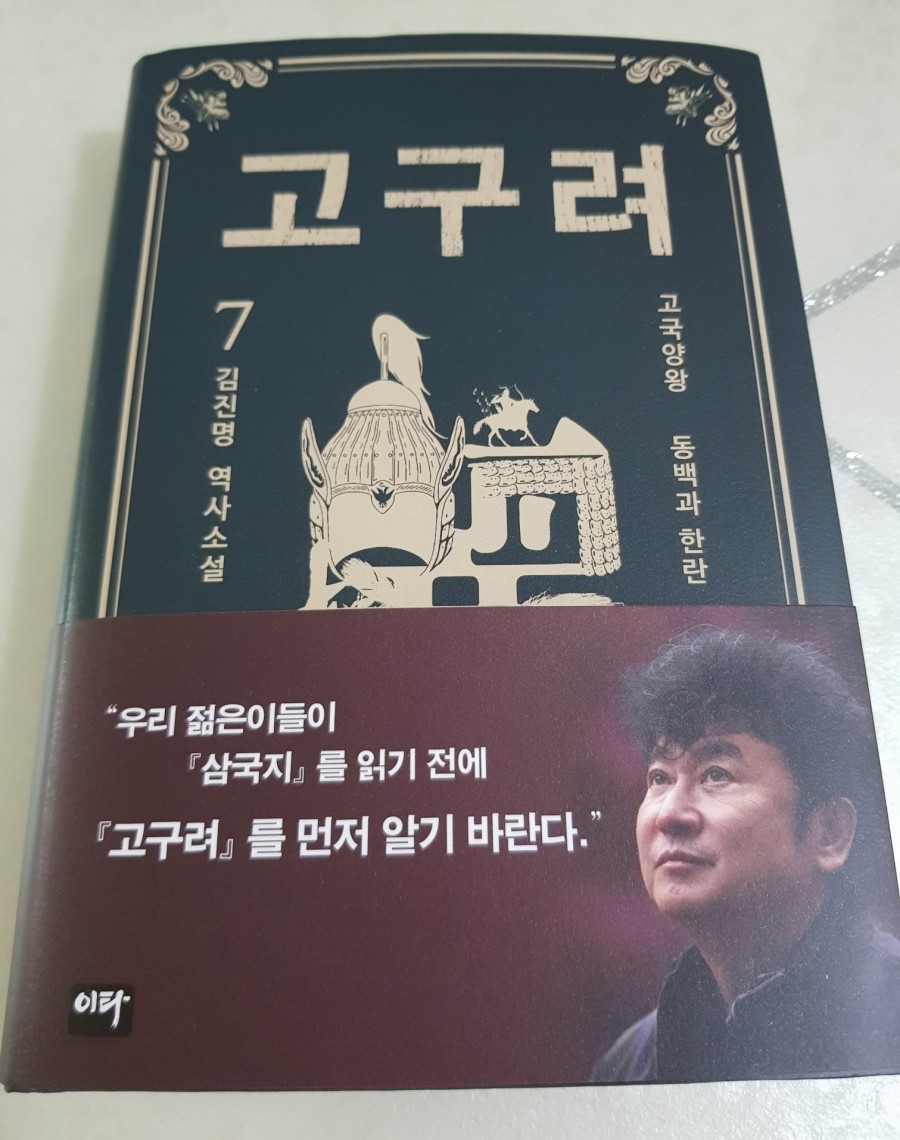 고구려
7
김진명 역사소설
고국양왕 동백과 한란
“우리 젊은이들이
『삼국지』를 읽기 전에
『고구려』를 먼저 알기 바란다.”
이타